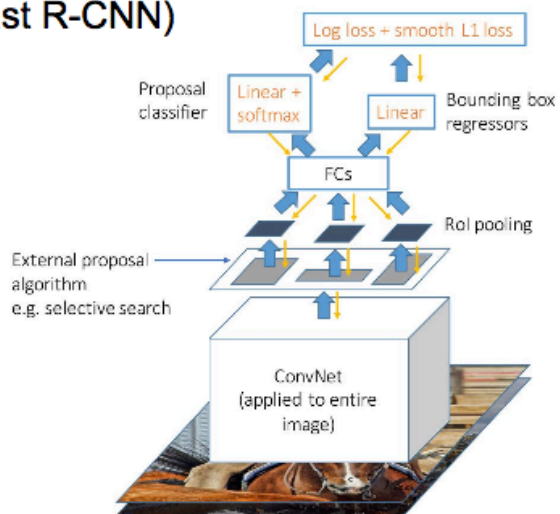 st R-CNN)
Log loss + smooth L1 loss
Proposal
classifier
Linear +
softmax
Linear
Bounding box
regressors
FCs
RoI pooling
External proposal
algorithm
e.g. selective search
ConvNet
(applied to entire
image)